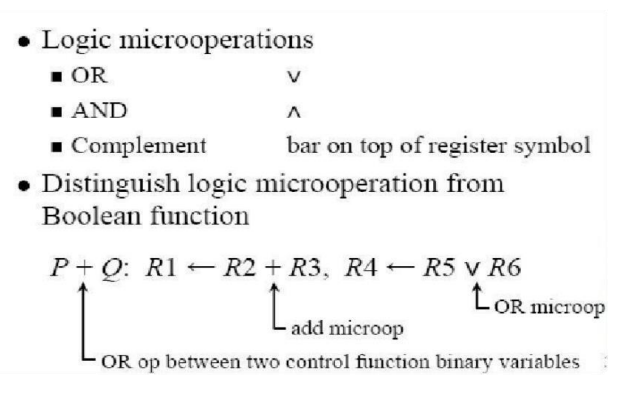 • Logic microoperations
▪ OR ∨
▪ AND ∧
▪ Complement bar on top of register symbol
• Distinguish logic microoperation from
Boolean function
P + Q: R1 ← R2 + R3, R4 ← R5 ∨ R6
OR microop
add microop
OR op between two control function binary variables